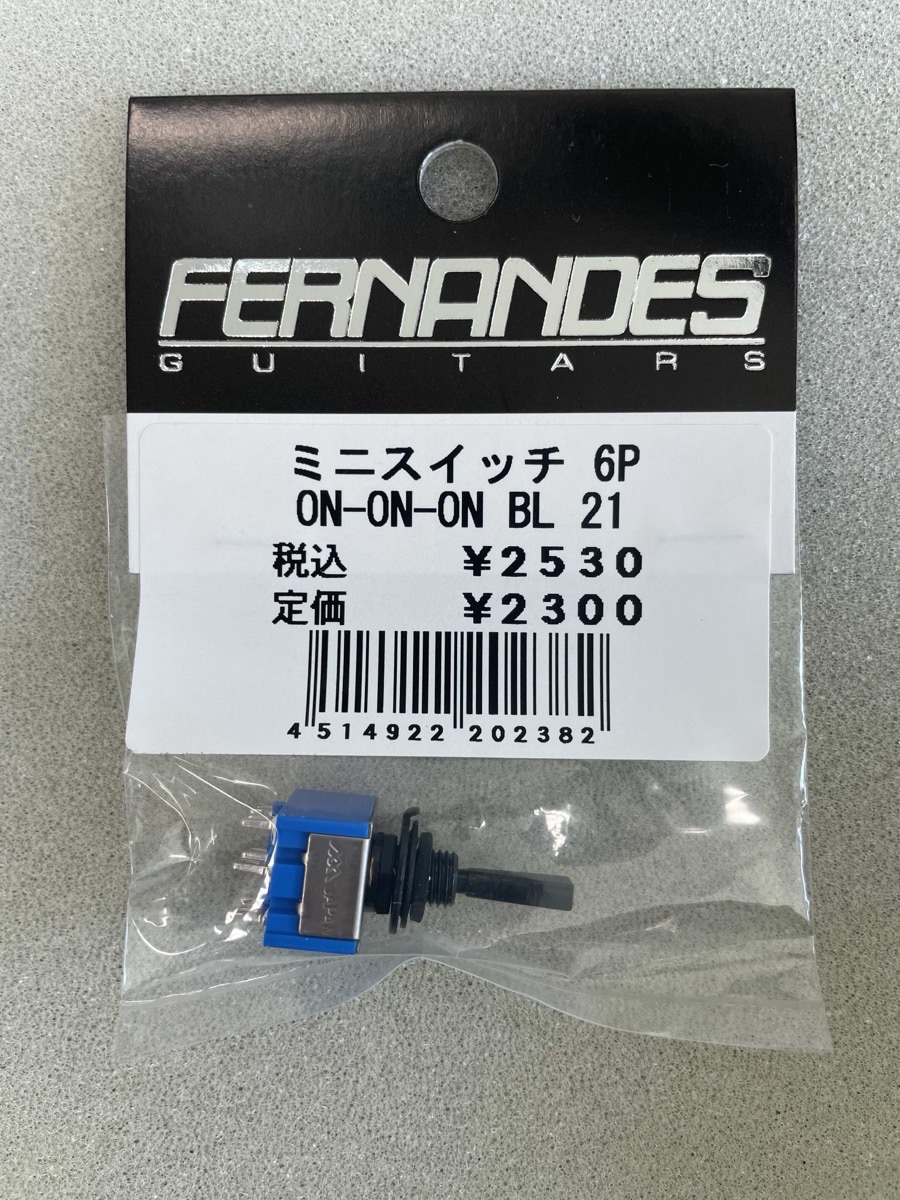 FERNANDES
GUITARS
ミニスイッチ 6P
ON-ON-ON BL 21
税込 ¥2530
定価 ¥2300
4 514922 202382
JAPAN